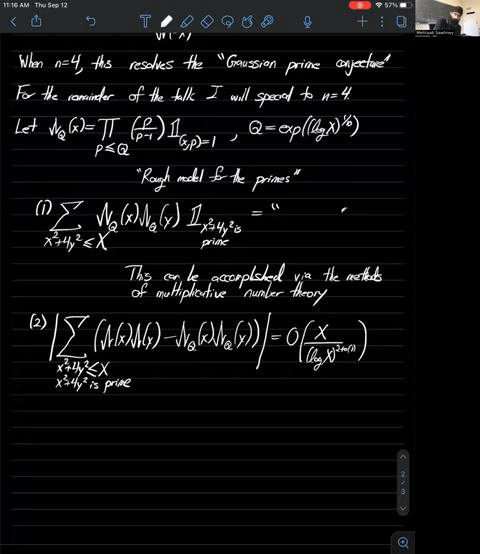 11:16 AM Thu Sep 12
57%
Mehtaab Sawhney
When n=4, this resolves the "Gaussian prime conjecture"
For the remainder of the talk I will specialize to n=4.
Let Λ_Q(x) = ∏_{p≤Q} (p/(p-1)) 𝟙_{(x,p)=1}, Q = exp((log X)^{1/10})
"Rough model for the primes"
(1) ∑_{x²+4y²≤X} Λ_Q(x)Λ_Q(y) 𝟙_{x²+4y² is prime} = "
This can be accomplished via the methods
of multiplicative number theory
(2) |∑_{x²+4y²≤X, x²+4y² is prime} (Λ(x)Λ(y) - Λ_Q(x)Λ_Q(y))| = O(X/(log X)^{2+o(1)})
2
3